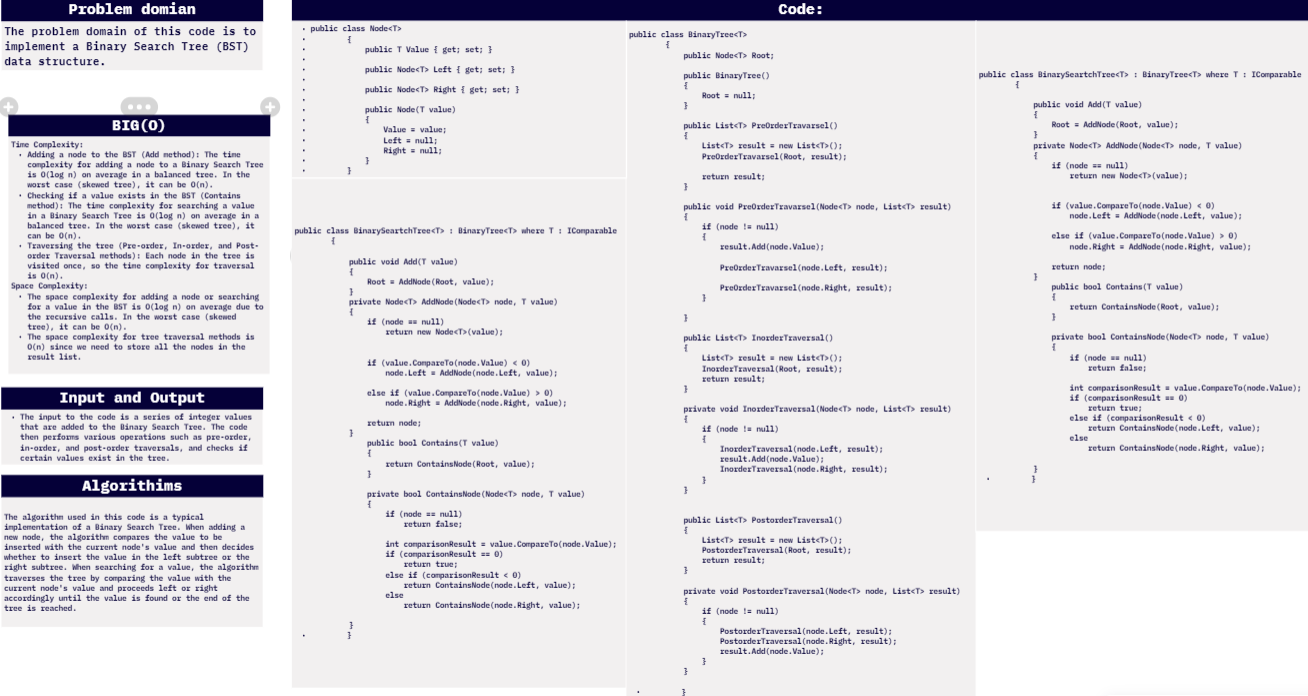 Problem domian
The problem domain of this code is to
implement a Binary Search Tree (BST)
data structure.
BIG(O)
Time Complexity:
• Adding a node to the BST (Add method): The time
complexity for adding a node to a Binary Search Tree
is O(log n) on average in a balanced tree. In the
worst case (skewed tree), it can be O(n).
• Checking if a value exists in the BST (Contains
method): The time complexity for searching a value
in a Binary Search Tree is O(log n) on average in a
balanced tree. In the worst case (skewed tree), it
can be O(n).
• Traversing the tree (Pre-order, In-order, and Post-
order Traversal methods): Each node in the tree is
visited once, so the time complexity for traversal
is O(n).
Space Complexity:
• The space complexity for adding a node or searching
for a value in the BST is O(log n) on average due to
the recursive calls. In the worst case (skewed
tree), it can be O(n).
• The space complexity for tree traversal methods is
O(n) since we need to store all the nodes in the
result list.
Input and Output
• The input to the code is a series of integer values
that are added to the Binary Search Tree. The code
then performs various operations such as pre-order,
in-order, and post-order traversals, and checks if
certain values exist in the tree.
Algorithims
The algorithm used in this code is a typical
implementation of a Binary Search Tree. When adding a
new node, the algorithm compares the value to be
inserted with the current node's value and then decides
whether to insert the value in the left subtree or the
right subtree. When searching for a value, the algorithm
traverses the tree by comparing the value with the
current node's value and proceeds left or right
accordingly until the value is found or the end of the
tree is reached.
Code:
• public class Node<T>
• {
• public T Value { get; set; }
•
• public Node<T> Left { get; set; }
•
• public Node<T> Right { get; set; }
•
• public Node(T value)
• {
• Value = value;
• Left = null;
• Right = null;
• }
• }
public class BinarySeartchTree<T> : BinaryTree<T> where T : IComparable
{
public void Add(T value)
{
Root = AddNode(Root, value);
}
private Node<T> AddNode(Node<T> node, T value)
{
if (node == null)
return new Node<T>(value);
if (value.CompareTo(node.Value) < 0)
node.Left = AddNode(node.Left, value);
else if (value.CompareTo(node.Value) > 0)
node.Right = AddNode(node.Right, value);
return node;
}
public bool Contains(T value)
{
return ContainsNode(Root, value);
}
private bool ContainsNode(Node<T> node, T value)
{
if (node == null)
return false;
int comparisonResult = value.CompareTo(node.Value);
if (comparisonResult == 0)
return true;
else if (comparisonResult < 0)
return ContainsNode(node.Left, value);
else
return ContainsNode(node.Right, value);
}
• }
public class BinaryTree<T>
{
public Node<T> Root;
public BinaryTree()
{
Root = null;
}
public List<T> PreOrderTravarsel()
{
List<T> result = new List<T>();
PreOrderTravarsel(Root, result);
return result;
}
public void PreOrderTravarsel(Node<T> node, List<T> result)
{
if (node != null)
{
result.Add(node.Value);
PreOrderTravarsel(node.Left, result);
PreOrderTravarsel(node.Right, result);
}
}
public List<T> InorderTraversal()
{
List<T> result = new List<T>();
InorderTraversal(Root, result);
return result;
}
private void InorderTraversal(Node<T> node, List<T> result)
{
if (node != null)
{
InorderTraversal(node.Left, result);
result.Add(node.Value);
InorderTraversal(node.Right, result);
}
}
public List<T> PostorderTraversal()
{
List<T> result = new List<T>();
PostorderTraversal(Root, result);
return result;
}
private void PostorderTraversal(Node<T> node, List<T> result)
{
if (node != null)
{
PostorderTraversal(node.Left, result);
PostorderTraversal(node.Right, result);
result.Add(node.Value);
}
}
• }
public class BinarySeartchTree<T> : BinaryTree<T> where T : IComparable
{
public void Add(T value)
{
Root = AddNode(Root, value);
}
private Node<T> AddNode(Node<T> node, T value)
{
if (node == null)
return new Node<T>(value);
if (value.CompareTo(node.Value) < 0)
node.Left = AddNode(node.Left, value);
else if (value.CompareTo(node.Value) > 0)
node.Right = AddNode(node.Right, value);
return node;
}
public bool Contains(T value)
{
return ContainsNode(Root, value);
}
private bool ContainsNode(Node<T> node, T value)
{
if (node == null)
return false;
int comparisonResult = value.CompareTo(node.Value);
if (comparisonResult == 0)
return true;
else if (comparisonResult < 0)
return ContainsNode(node.Left, value);
else
return ContainsNode(node.Right, value);
}
• }